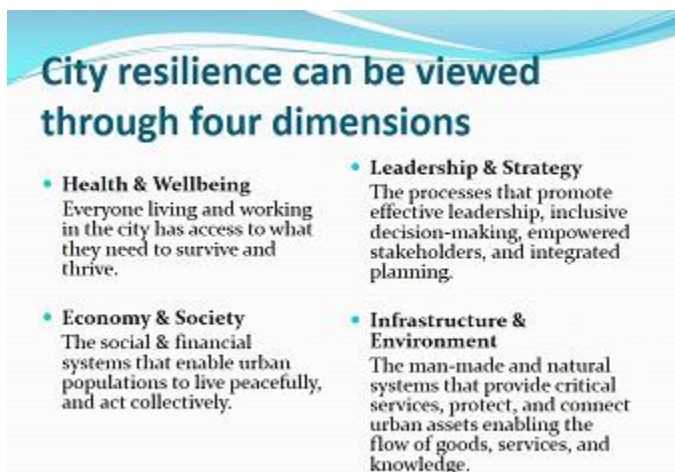 City resilience can be viewed
through four dimensions
Health & Wellbeing
Everyone living and working
in the city has access to what
they need to survive and
thrive.
Economy & Society
The social & financial
systems that enable urban
populations to live peacefully,
and act collectively.
Leadership & Strategy
The processes that promote
effective leadership, inclusive
decision-making, empowered
stakeholders, and integrated
planning.
Infrastructure &
Environment
The man-made and natural
systems that provide critical
services, protect, and connect
urban assets enabling the
flow of goods, services, and
knowledge.